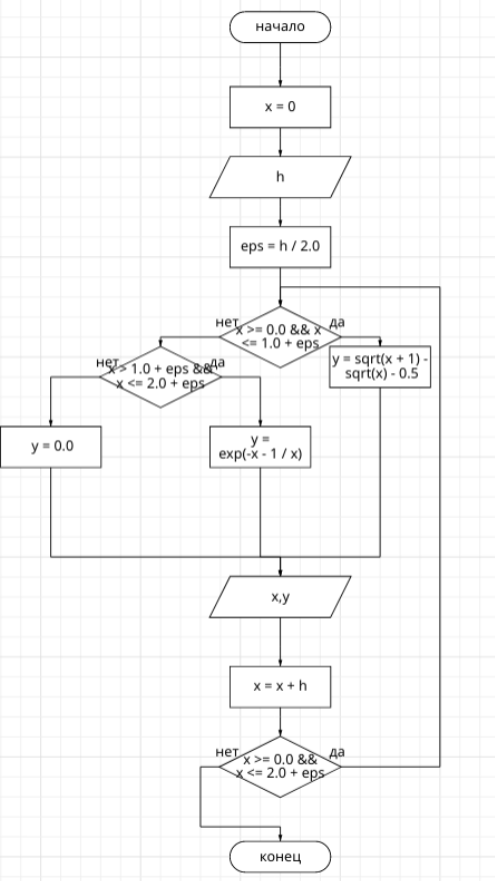 начало
x = 0
h
eps = h / 2.0
нет
x >= 0.0 && x
<= 1.0 + eps
да
нет
x > 1.0 + eps &&
x <= 2.0 + eps
да
y = sqrt(x + 1) -
sqrt(x) - 0.5
y = 0.0
y =
exp(-x - 1 / x)
x,y
x = x + h
нет
x >= 0.0 &&
x <= 2.0 + eps
да
конец